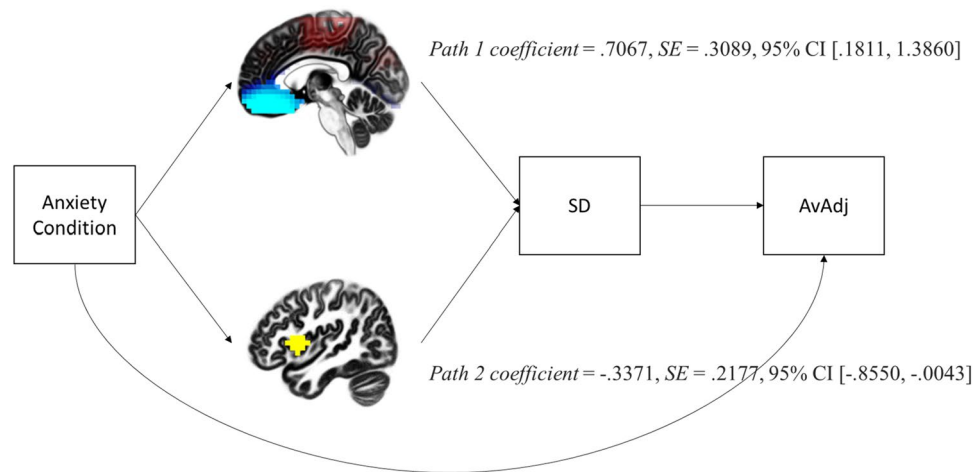 Path 1 coefficient = .7067, SE = .3089, 95% CI [.1811, 1.3860]
Anxiety
Condition
SD
AvAdj
Path 2 coefficient = -.3371, SE = .2177, 95% CI [-.8550, -.0043]